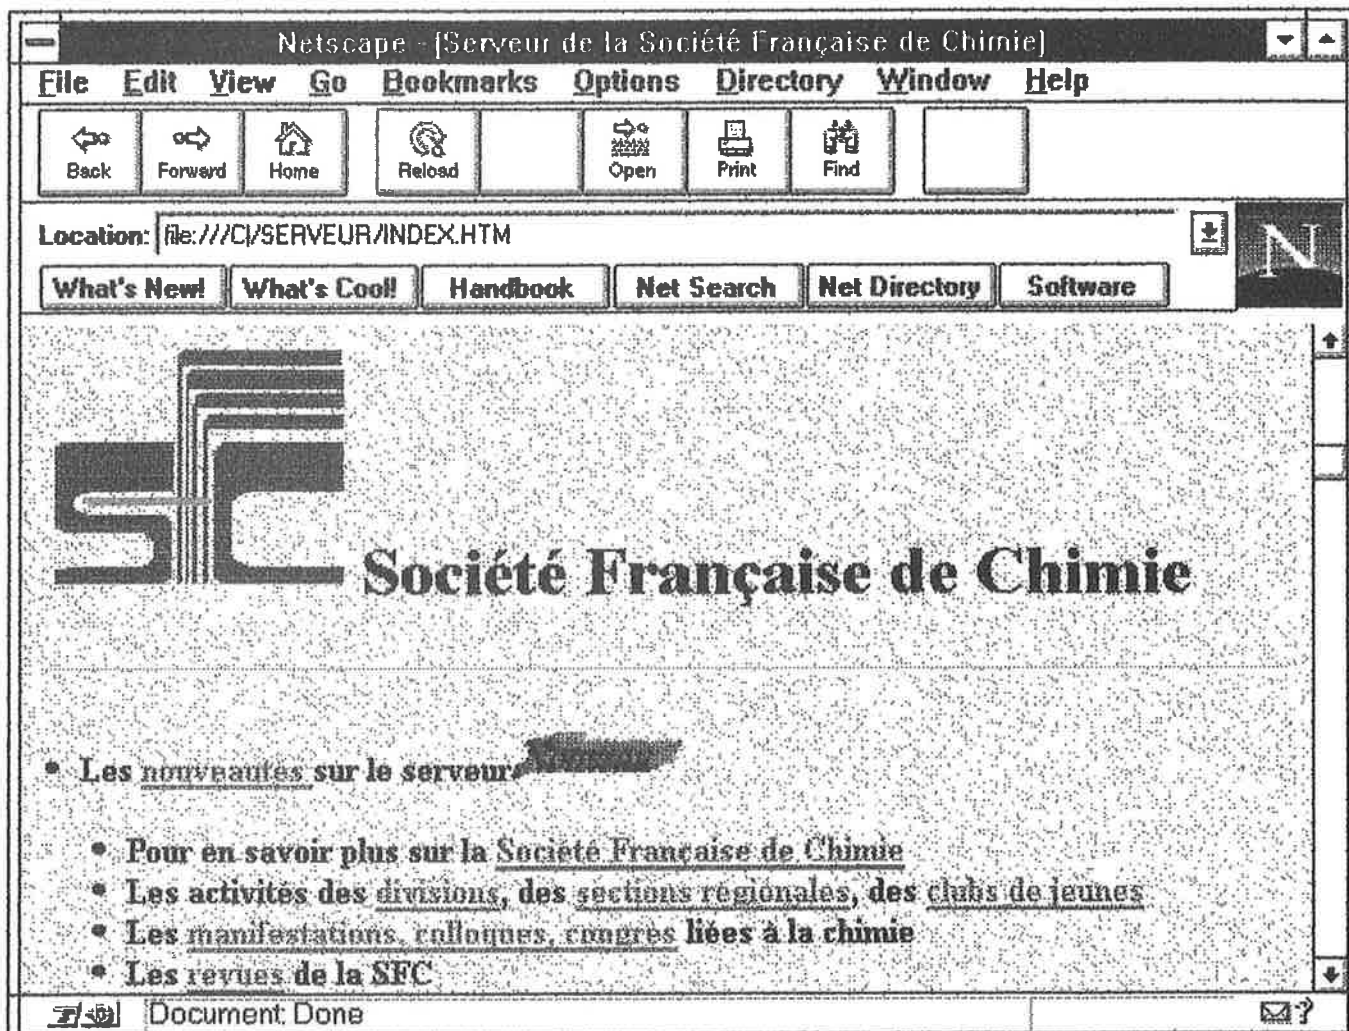 Netscape - [Serveur de la Société Française de Chimie]
File Edit View Go Bookmarks Options Directory Window Help
Back Forward Home Reload Open Print Find
Location: file:///C|/SERVEUR/INDEX.HTM
N
What's New! What's Cool! Handbook Net Search Net Directory Software
sfc
Société Française de Chimie
• Les nouveautes sur le serveur
• Pour en savoir plus sur la Société Française de Chimie
• Les activités des divisions, des sections régionales, des clubs de jeunes
• Les manifestations, colloques, congrès liées à la chimie
• Les revues de la SFC
Document: Done
?